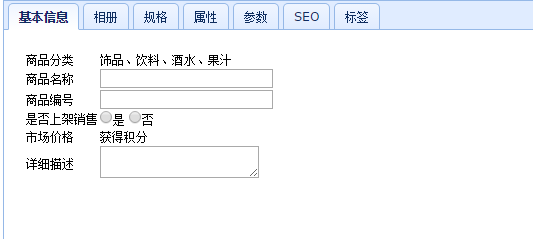 基本信息 相册 规格 属性 参数 SEO 标签
商品分类 饰品、饮料、酒水、果汁
商品名称
商品编号
是否上架销售 是 否
市场价格 获得积分
详细描述